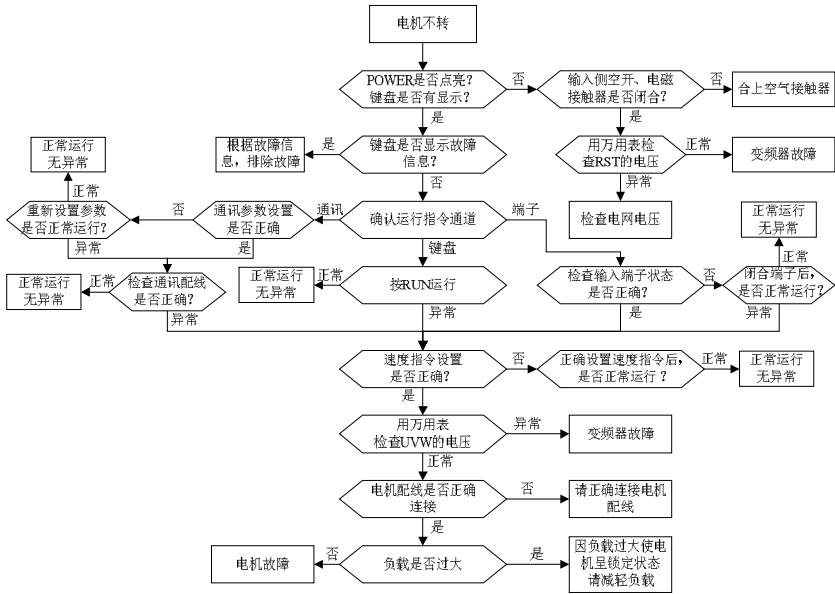 电机不转
POWER是否点亮？
键盘是否有显示？
否
输入侧空开、电磁
接触器是否闭合？
否
合上空气接触器
是
是
正常运行
无异常
根据故障信
息，排除故障
是
键盘是否显示故障
信息？
用万用表检
查RST的电压
正常
变频器故障
正常
否
异常
重新设置参数
是否正常运行？
否
通讯参数设置
是否正确
通讯
确认运行指令通道
端子
检查电网电压
正常运行
无异常
异常
是
键盘
正常
正常运行
无异常
正常
检查通讯配线
是否正确？
正常运行
无异常
正常
按RUN运行
检查输入端子状态
是否正确？
否
闭合端子后，
是否正常运行？
异常
异常
是
异常
速度指令设置
是否正确？
否
正确设置速度指令后，
是否正常运行？
正常
正常运行
无异常
是
用万用表
检查UVW的电压
异常
变频器故障
正常
电机配线是否正确
连接
否
请正确连接电机
配线
是
电机故障
否
负载是否过大
是
因负载过大使电
机呈锁定状态
请减轻负载